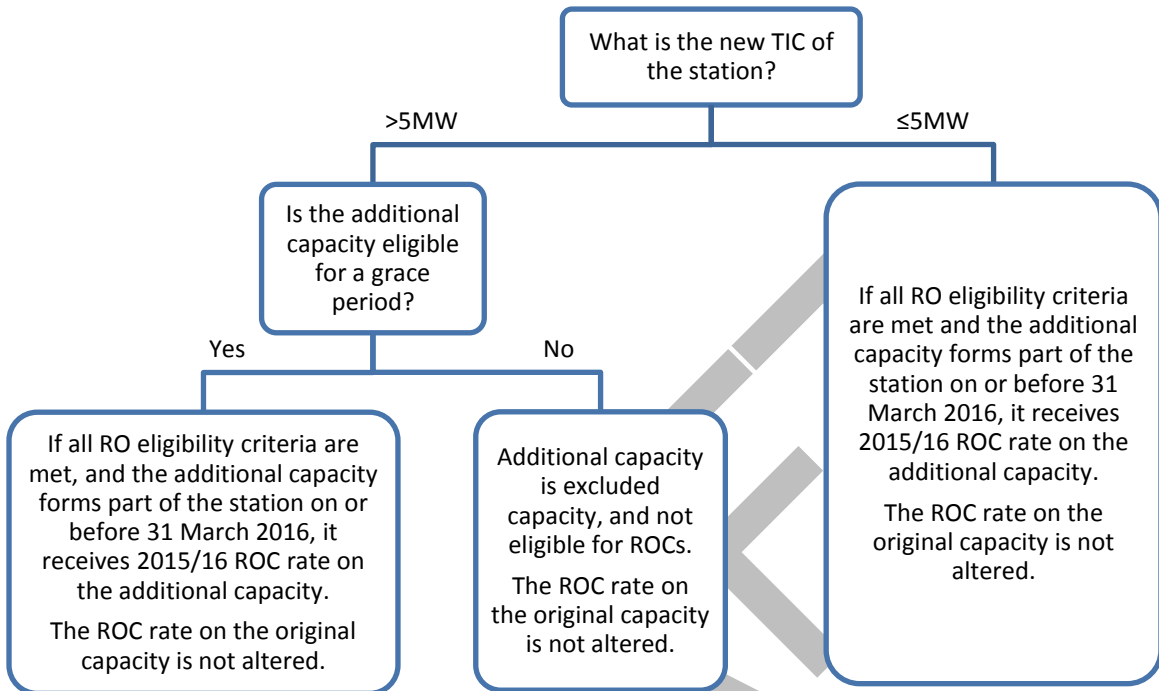 What is the new TIC of
the station?
>5MW
≤5MW
Is the additional
capacity eligible
for a grace
period?
Yes
No
If all RO eligibility criteria are
met, and the additional capacity
forms part of the station on or
before 31 March 2016, it
receives 2015/16 ROC rate on
the additional capacity.
The ROC rate on the original
capacity is not altered.
Additional capacity
is excluded
capacity, and not
eligible for ROCs.
The ROC rate on
the original capacity
is not altered.
If all RO eligibility criteria
are met and the additional
capacity forms part of the
station on or before 31
March 2016, it receives
2015/16 ROC rate on the
additional capacity.
The ROC rate on the
original capacity is not
altered.